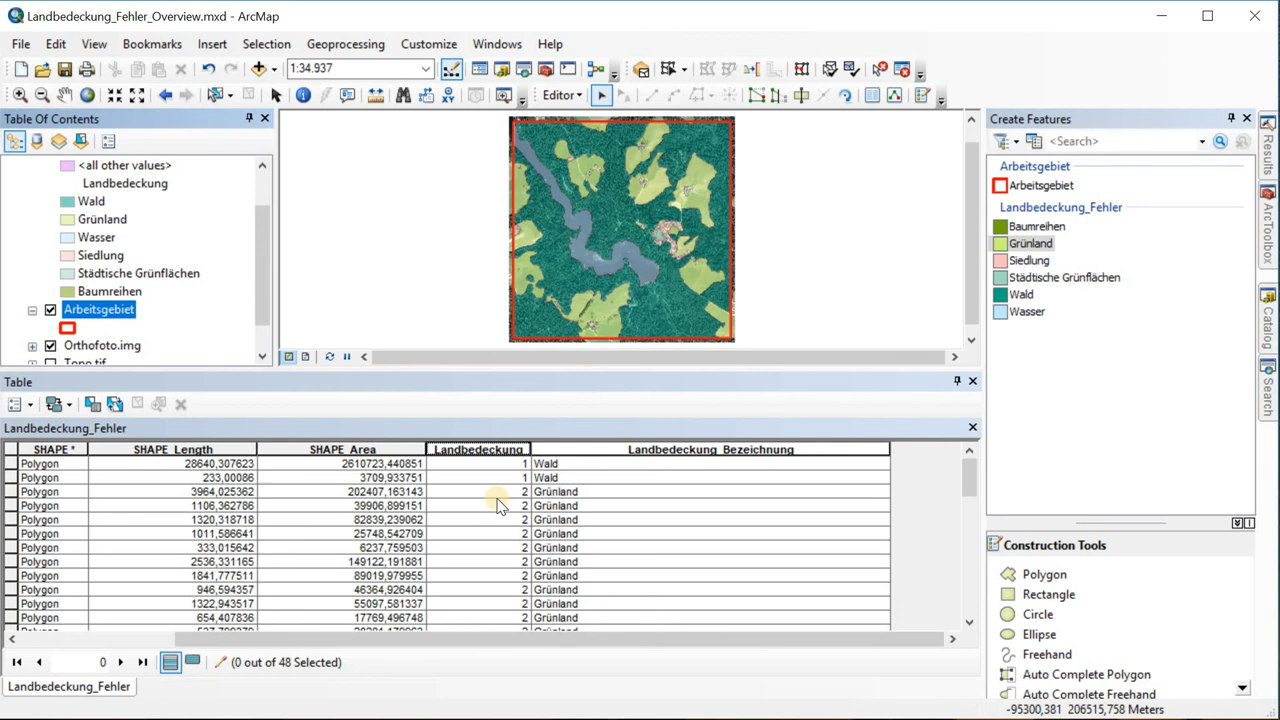 Landbedeckung_Fehler_Overview.mxd - ArcMap
File Edit View Bookmarks Insert Selection Geoprocessing Customize Windows Help
1:34.937
Editor
Table Of Contents
<all other values>
Landbedeckung
Wald
Grünland
Wasser
Siedlung
Städtische Grünflächen
Baumreihen
Arbeitsgebiet
Orthofoto.img
Topo.tif
Create Features
<Search>
Arbeitsgebiet
Arbeitsgebiet
Landbedeckung_Fehler
Baumreihen
Grünland
Siedlung
Städtische Grünflächen
Wald
Wasser
Results
ArcToolbox
Catalog
Search
Table
Landbedeckung_Fehler
SHAPE * SHAPE_Length SHAPE_Area Landbedeckung Landbedeckung_Bezeichnung
Polygon 28640,307623 2610723,440851 1 Wald
Polygon 233,00086 3709,933751 1 Wald
Polygon 3964,025362 202407,163143 2 Grünland
Polygon 1106,362786 39906,899151 2 Grünland
Polygon 1320,318718 82839,239062 2 Grünland
Polygon 1011,586641 25748,542709 2 Grünland
Polygon 333,015642 6237,759503 2 Grünland
Polygon 2536,331165 149122,191881 2 Grünland
Polygon 1841,777511 89019,979955 2 Grünland
Polygon 946,594357 46364,926404 2 Grünland
Polygon 1322,943517 55097,581337 2 Grünland
Polygon 654,407836 17769,496748 2 Grünland
0 (0 out of 48 Selected)
Landbedeckung_Fehler
Construction Tools
Polygon
Rectangle
Circle
Ellipse
Freehand
Auto Complete Polygon
Auto Complete Freehand
-95300,381 206515,758 Meters